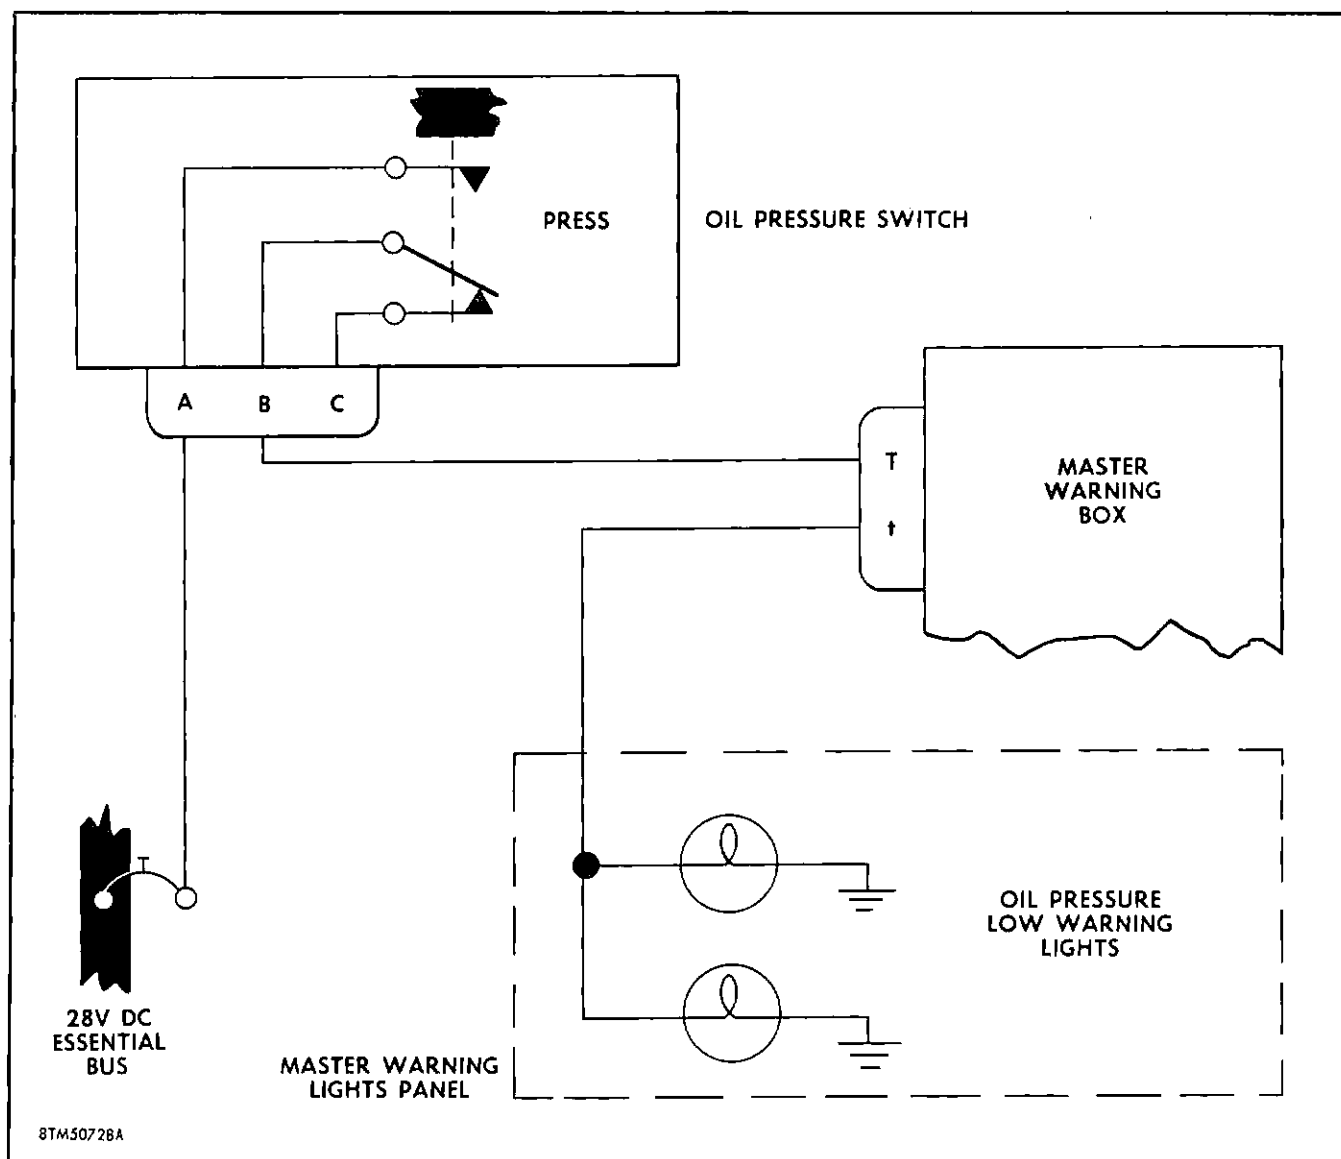 PRESS
OIL PRESSURE SWITCH
A B C
T
t
MASTER
WARNING
BOX
T
28V DC
ESSENTIAL
BUS
OIL PRESSURE
LOW WARNING
LIGHTS
MASTER WARNING
LIGHTS PANEL
8TM5072BA